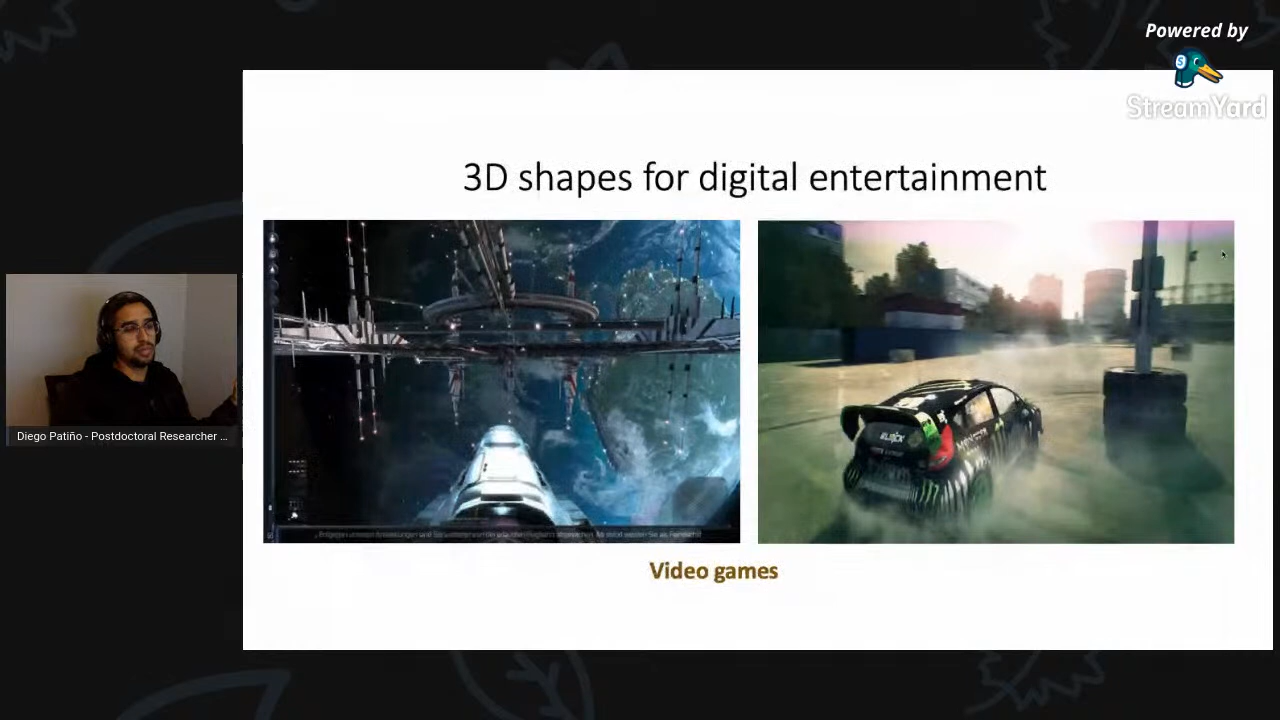 Powered by
StreamYard
3D shapes for digital entertainment
Video games
Diego Patiño - Postdoctoral Researcher ...